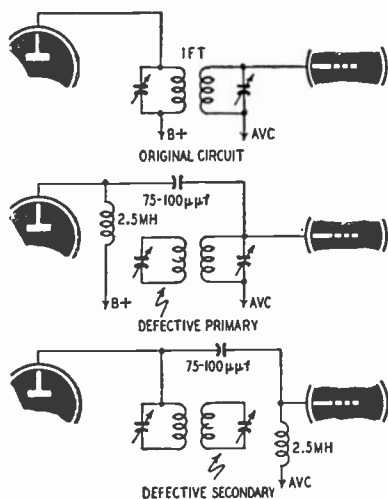 IFT
B+
AVC
ORIGINAL CIRCUIT
75-100μμf
2.5MH
B+
AVC
DEFECTIVE PRIMARY
75-100μμf
2.5MH
AVC
DEFECTIVE SECONDARY